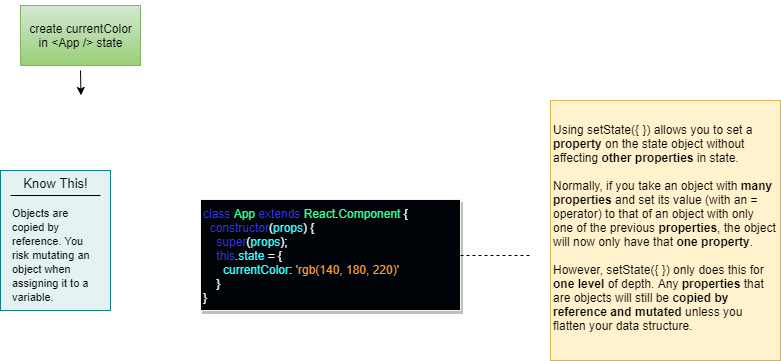 create currentColor
in <App /> state
Know This!
Objects are
copied by
reference. You
risk mutating an
object when
assigning it to a
variable.
class App extends React.Component {
constructor(props) {
super(props);
this.state = {
currentColor: 'rgb(140, 180, 220)'
}
}
Using setState({ }) allows you to set a
property on the state object without
affecting other properties in state.
Normally, if you take an object with many
properties and set its value (with an =
operator) to that of an object with only
one of the previous properties, the object
will now only have that one property.
However, setState({ }) only does this for
one level of depth. Any properties that
are objects will still be copied by
reference and mutated unless you
flatten your data structure.